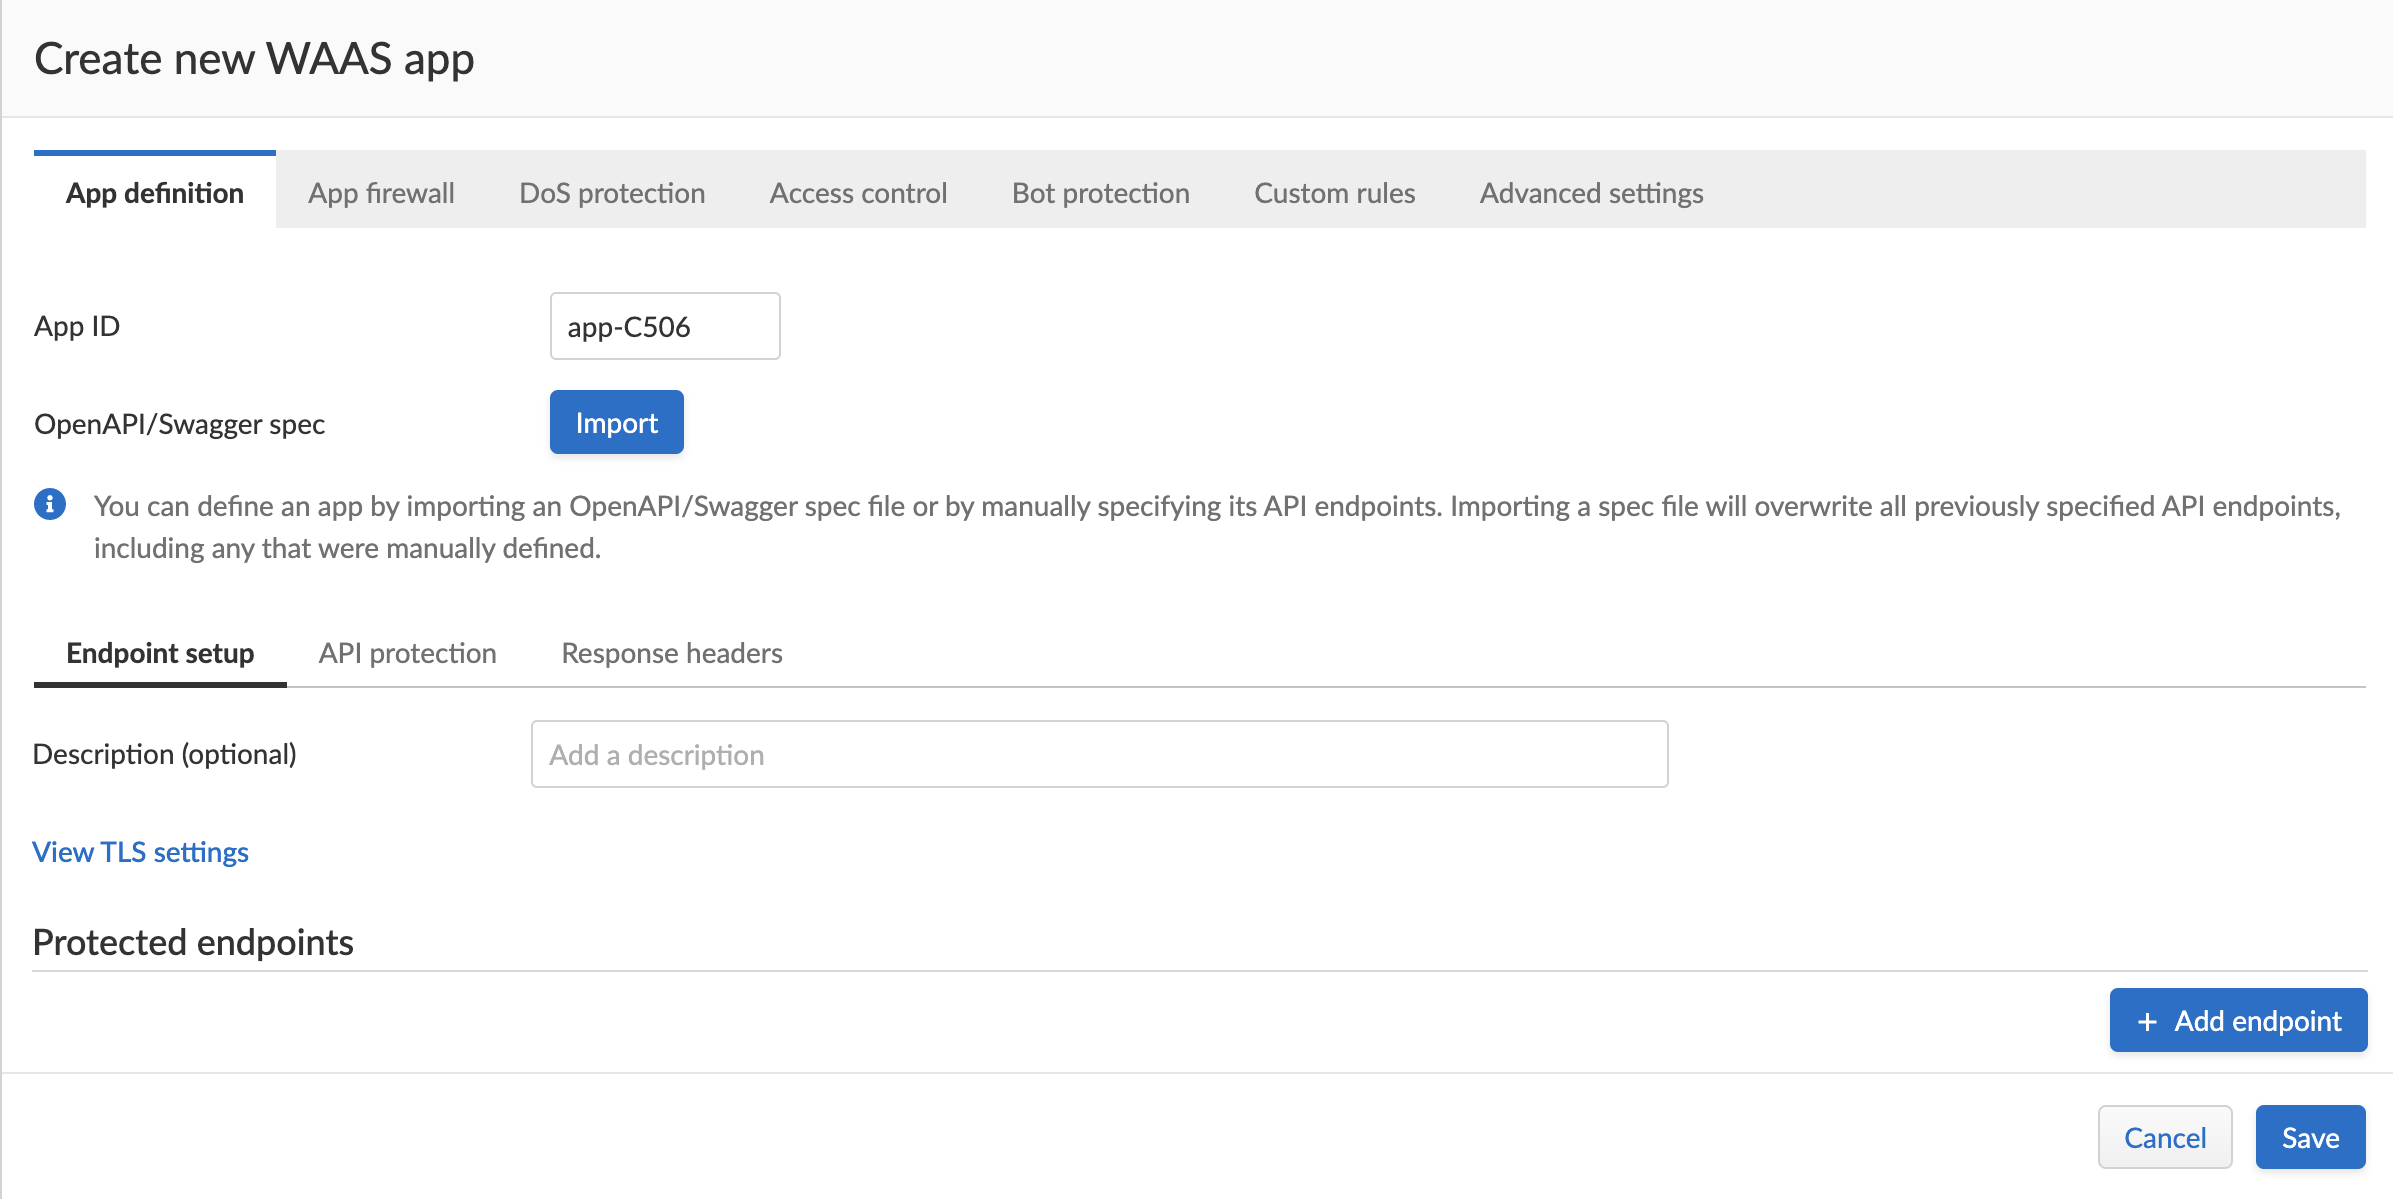 Create new WAAS app
App definition App firewall DoS protection Access control Bot protection Custom rules Advanced settings
App ID app-C506
OpenAPI/Swagger spec Import
You can define an app by importing an OpenAPI/Swagger spec file or by manually specifying its API endpoints. Importing a spec file will overwrite all previously specified API endpoints,
including any that were manually defined.
Endpoint setup API protection Response headers
Description (optional) Add a description
View TLS settings
Protected endpoints
+ Add endpoint
Cancel Save